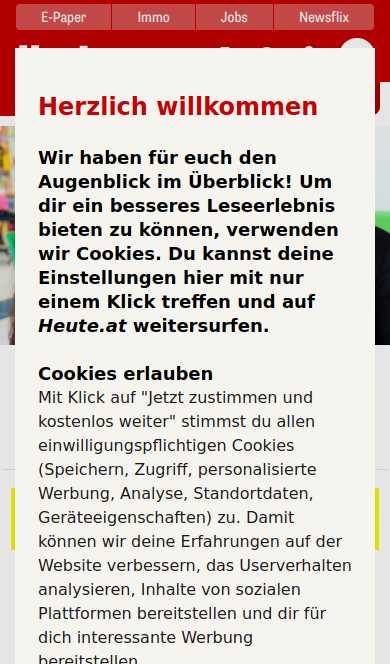 E-Paper
Immo
Jobs
Newsflix
Herzlich willkommen
Wir haben für euch den
Augenblick im Überblick! Um
dir ein besseres Leseerlebnis
bieten zu können, verwenden
wir Cookies. Du kannst deine
Einstellungen hier mit nur
einem Klick treffen und auf
Heute.at weitersurfen.
Cookies erlauben
Mit Klick auf "Jetzt zustimmen und
kostenlos weiter" stimmst du allen
einwilligungspflichtigen Cookies
(Speichern, Zugriff, personalisierte
Werbung, Analyse, Standortdaten,
Geräteeigenschaften) zu. Damit
können wir deine Erfahrungen auf der
Website verbessern, das Userverhalten
analysieren, Inhalte von sozialen
Plattformen bereitstellen und dir für
dich interessante Werbung
bereitstellen